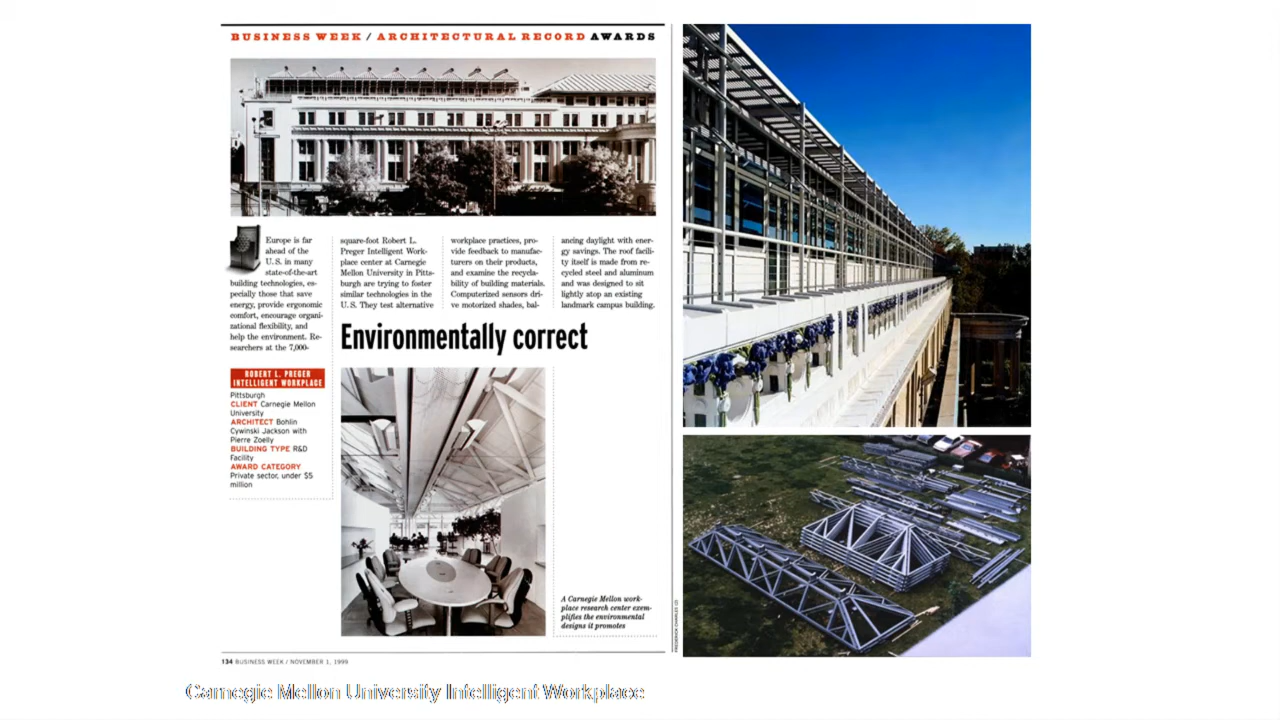 BUSINESS WEEK / ARCHITECTURAL RECORD AWARDS
Europe is far
ahead of the
U.S. in many
state-of-the-art
building technologies, es-
pecially those that save
energy, provide ergonomic
comfort, encourage organi-
zational flexibility, and
help the environment. Re-
searchers at the 7,000-
square-foot Robert L.
Preger Intelligent Work-
place center at Carnegie
Mellon University in Pitts-
burgh are trying to foster
similar technologies in the
U.S. They test alternative
workplace practices, pro-
vide feedback to manufac-
turers on their products,
and examine the recycla-
bility of building materials.
Computerized sensors dri-
ve motorized shades, bal-
ancing daylight with ener-
gy savings. The roof facili-
ty itself is made from re-
cycled steel and aluminum
and was designed to sit
lightly atop an existing
landmark campus building.
Environmentally correct
ROBERT L. PREGER
INTELLIGENT WORKPLACE
Pittsburgh
CLIENT Carnegie Mellon
University
ARCHITECT Bohlin
Cywinski Jackson with
Pierre Zoelly
BUILDING TYPE R&D
Facility
AWARD CATEGORY
Private sector, under $5
million
A Carnegie Mellon work-
place research center exem-
plifies the environmental
designs it promotes
134 BUSINESS WEEK / NOVEMBER 1, 1999
Carnegie Mellon University Intelligent Workplace